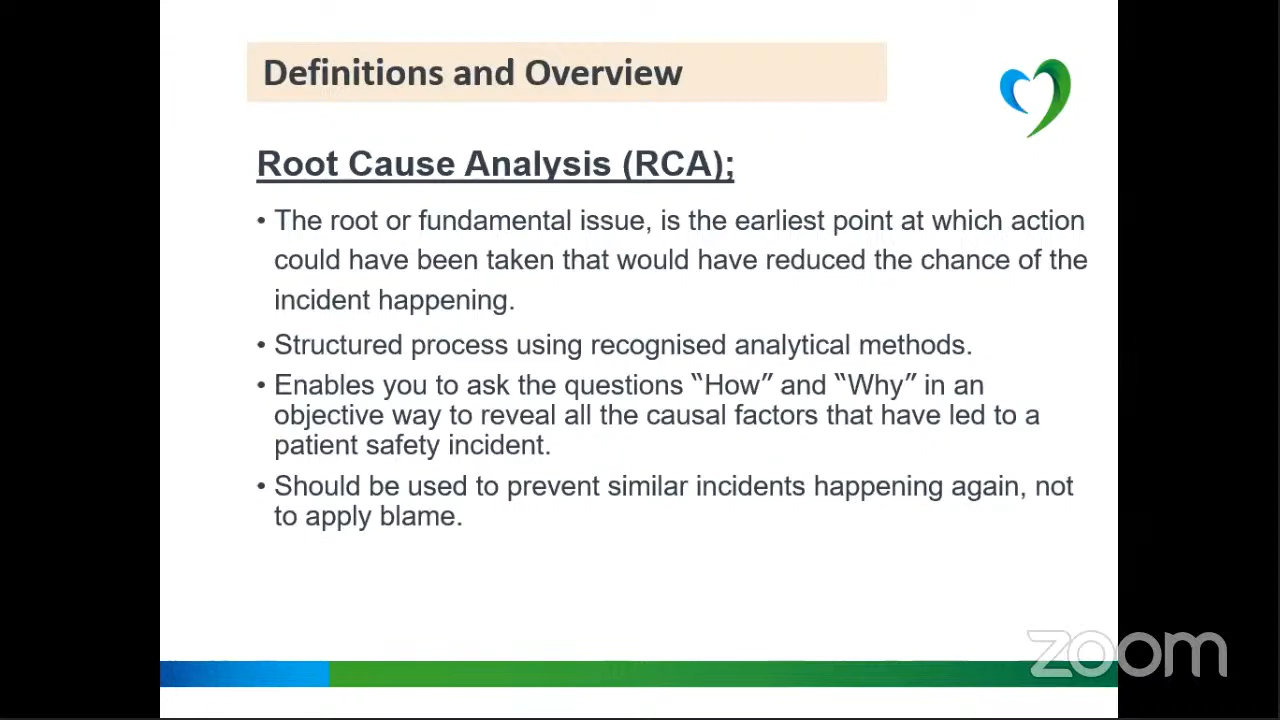 Definitions and Overview
Root Cause Analysis (RCA);
• The root or fundamental issue, is the earliest point at which action
could have been taken that would have reduced the chance of the
incident happening.
• Structured process using recognised analytical methods.
• Enables you to ask the questions “How” and “Why” in an
objective way to reveal all the causal factors that have led to a
patient safety incident.
• Should be used to prevent similar incidents happening again, not
to apply blame.
zoom